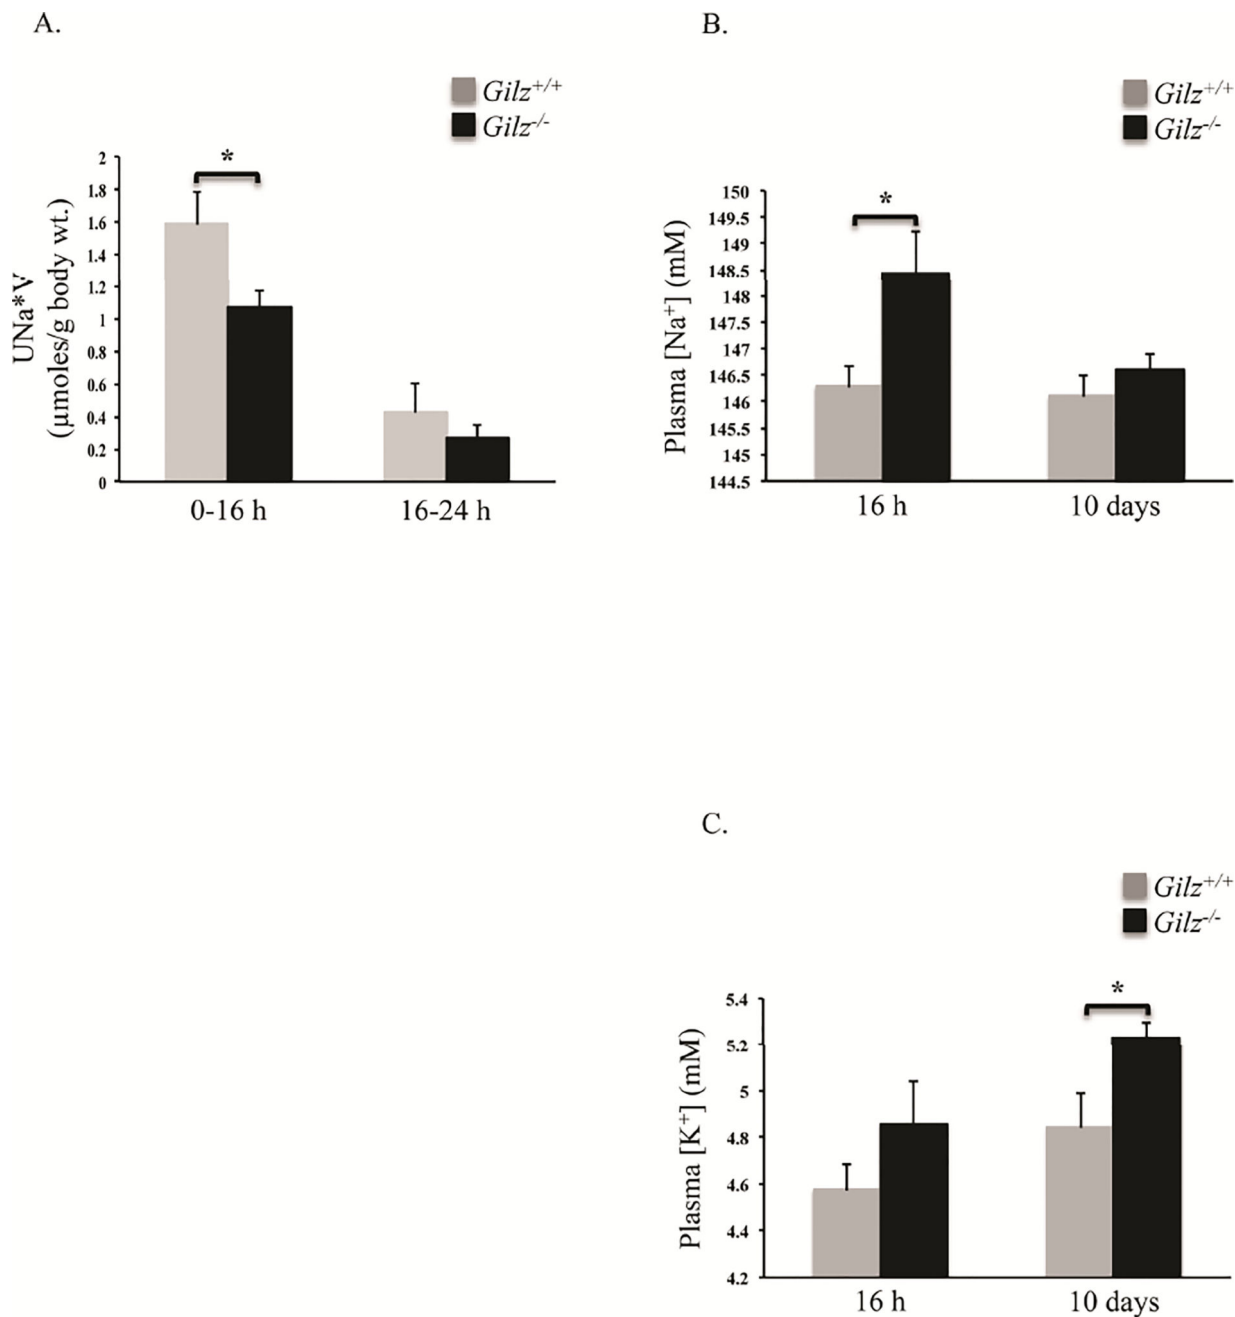 A.
Gilz+/+
Gilz-/-
*
2
1.8
1.6
1.4
1.2
1
0.8
0.6
0.4
0.2
0
UNa*V
(µmoles/g body wt.)
0-16 h
16-24 h
B.
Gilz+/+
Gilz-/-
*
150
149.5
149
148.5
148
147.5
147
146.5
146
145.5
145
144.5
Plasma [Na+] (mM)
16 h
10 days
C.
Gilz+/+
Gilz-/-
*
5.4
5.2
5
4.8
4.6
4.4
4.2
Plasma [K+] (mM)
16 h
10 days